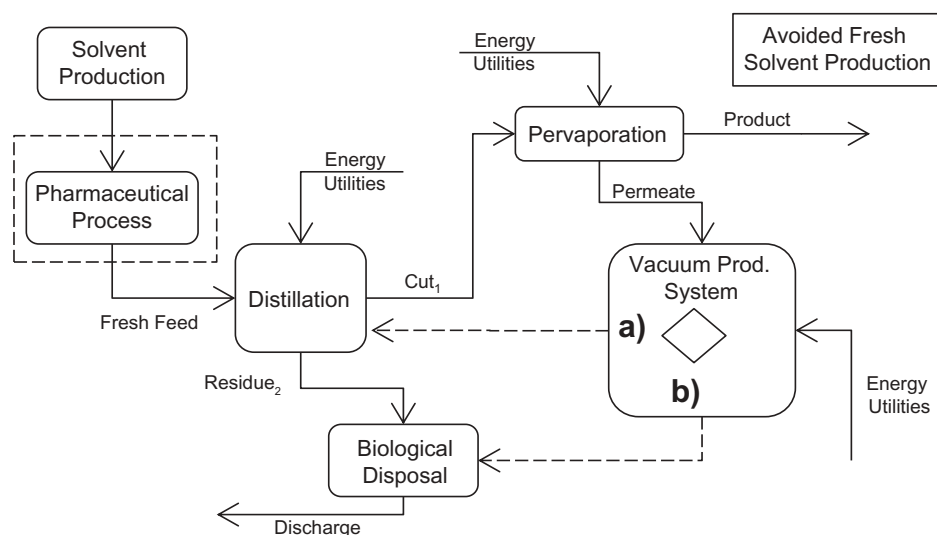 Solvent
Production
Pharmaceutical
Process
Fresh Feed
Energy
Utilities
Distillation
Cut₁
Residue₂
Biological
Disposal
Discharge
Energy
Utilities
Pervaporation
Product
Permeate
Vacuum Prod.
System
a)
b)
Energy
Utilities
Avoided Fresh
Solvent Production